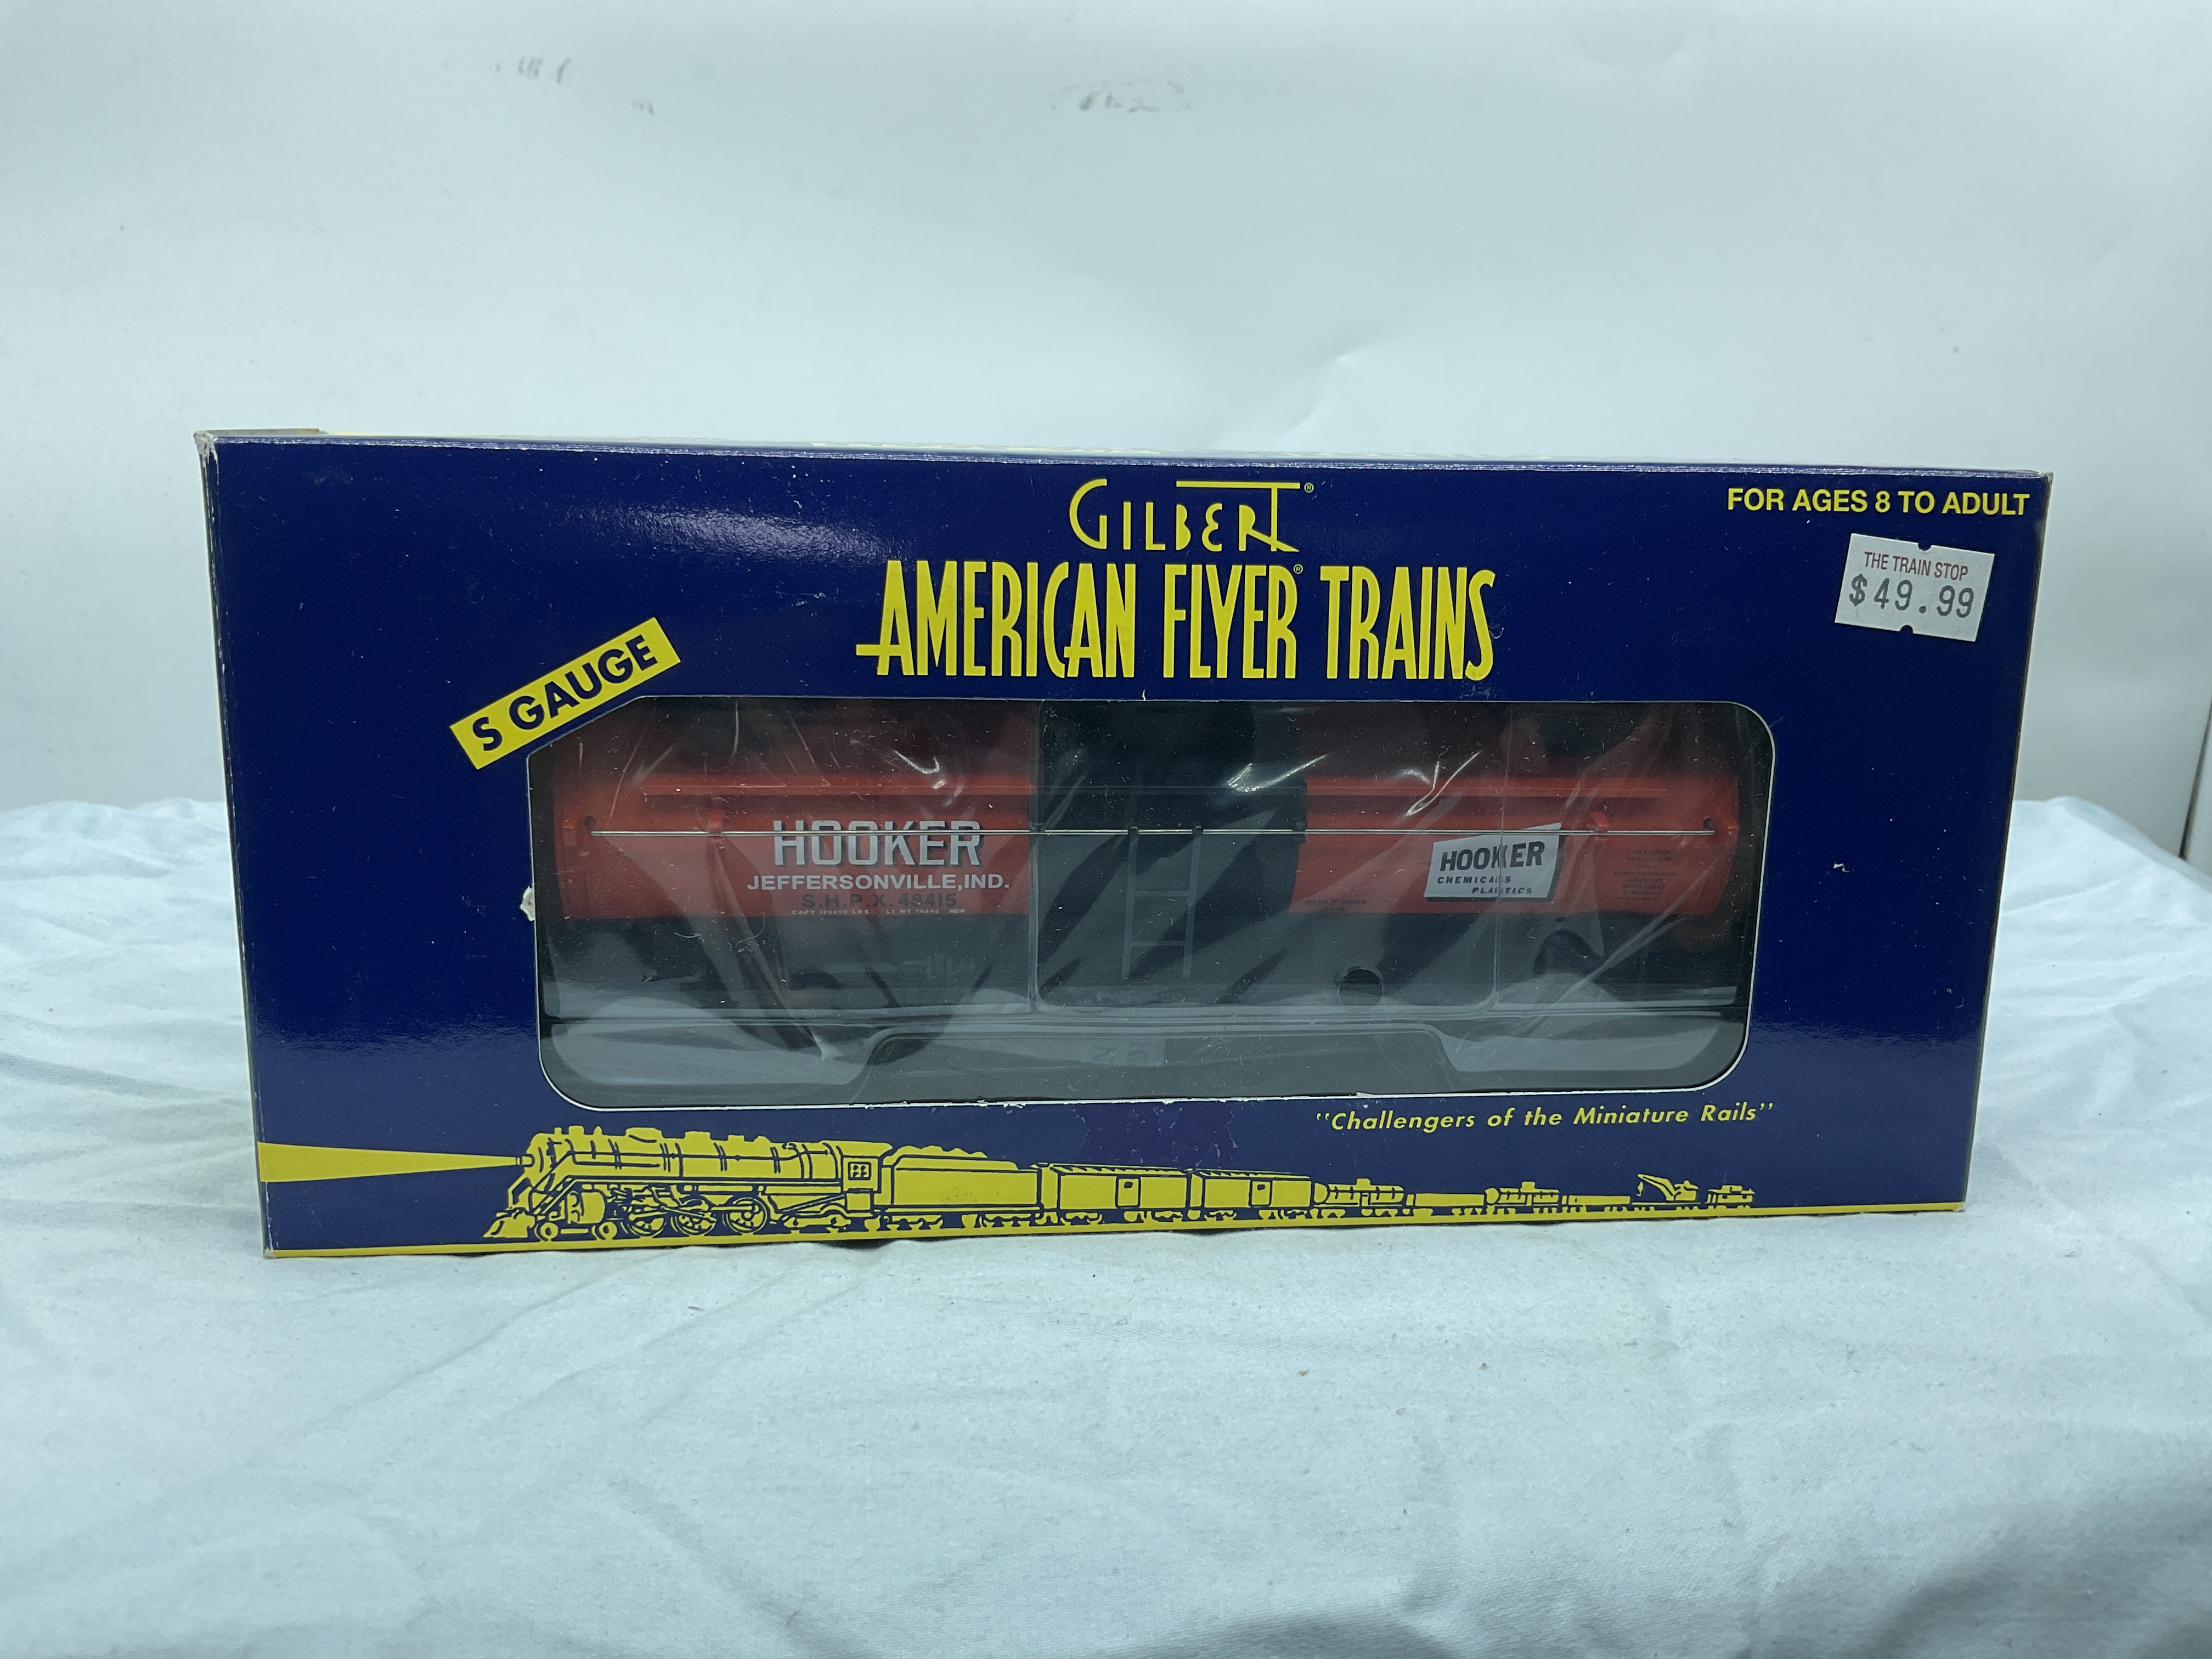 GILBERT®
AMERICAN FLYER® TRAINS
FOR AGES 8 TO ADULT
THE TRAIN STOP
$49.99
S GAUGE
HOOKER
JEFFERSONVILLE, IND.
S.H.P.X. 48415
HOOKER
CHEMICALS
PLASTICS
"Challengers of the Miniature Rails"